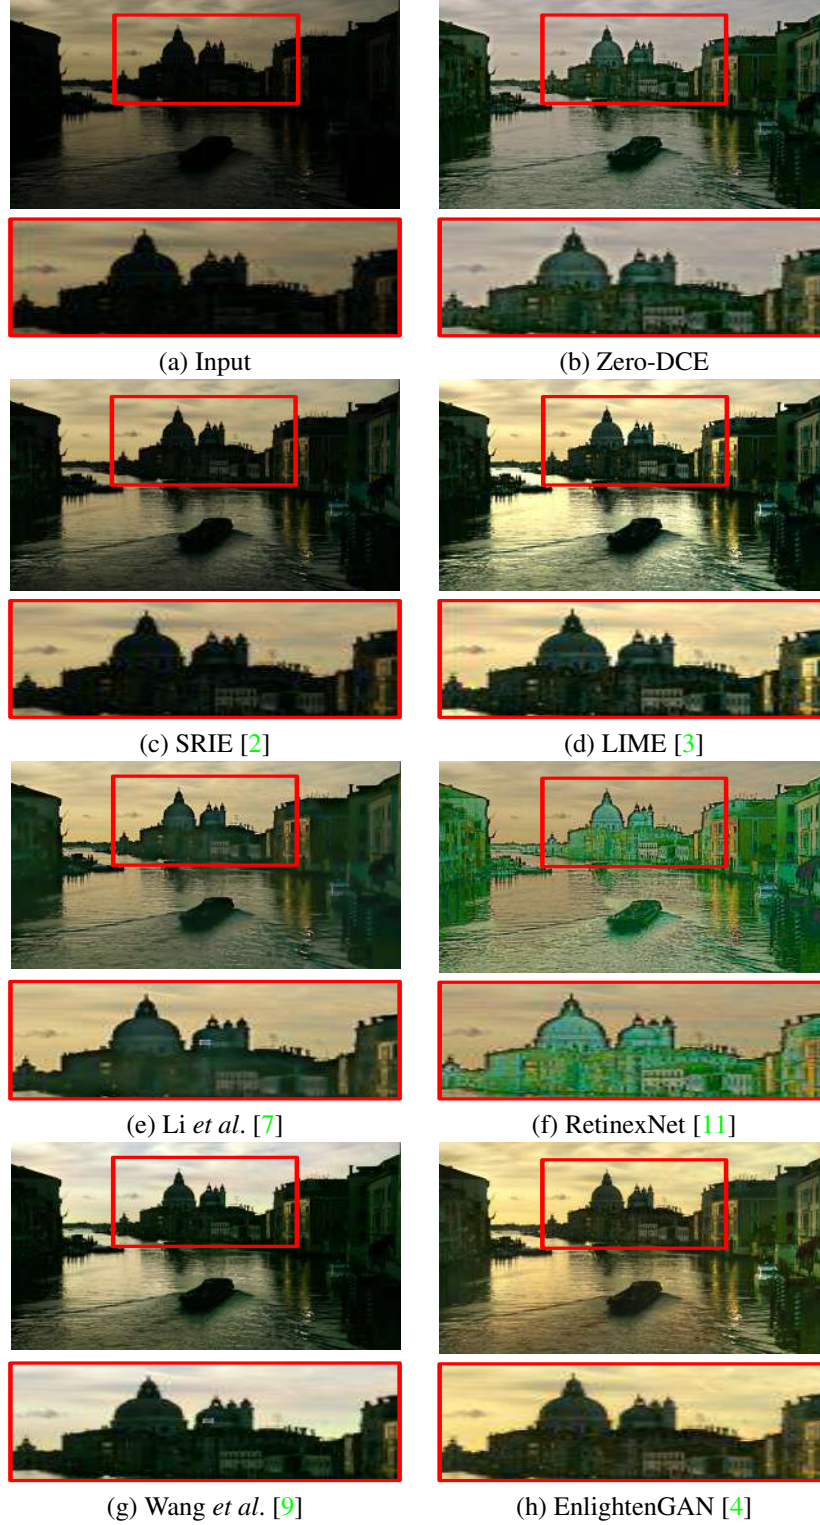 (a) Input
(b) Zero-DCE
(c) SRIE [2]
(d) LIME [3]
(e) Li et al. [7]
(f) RetinexNet [11]
(g) Wang et al. [9]
(h) EnlightenGAN [4]